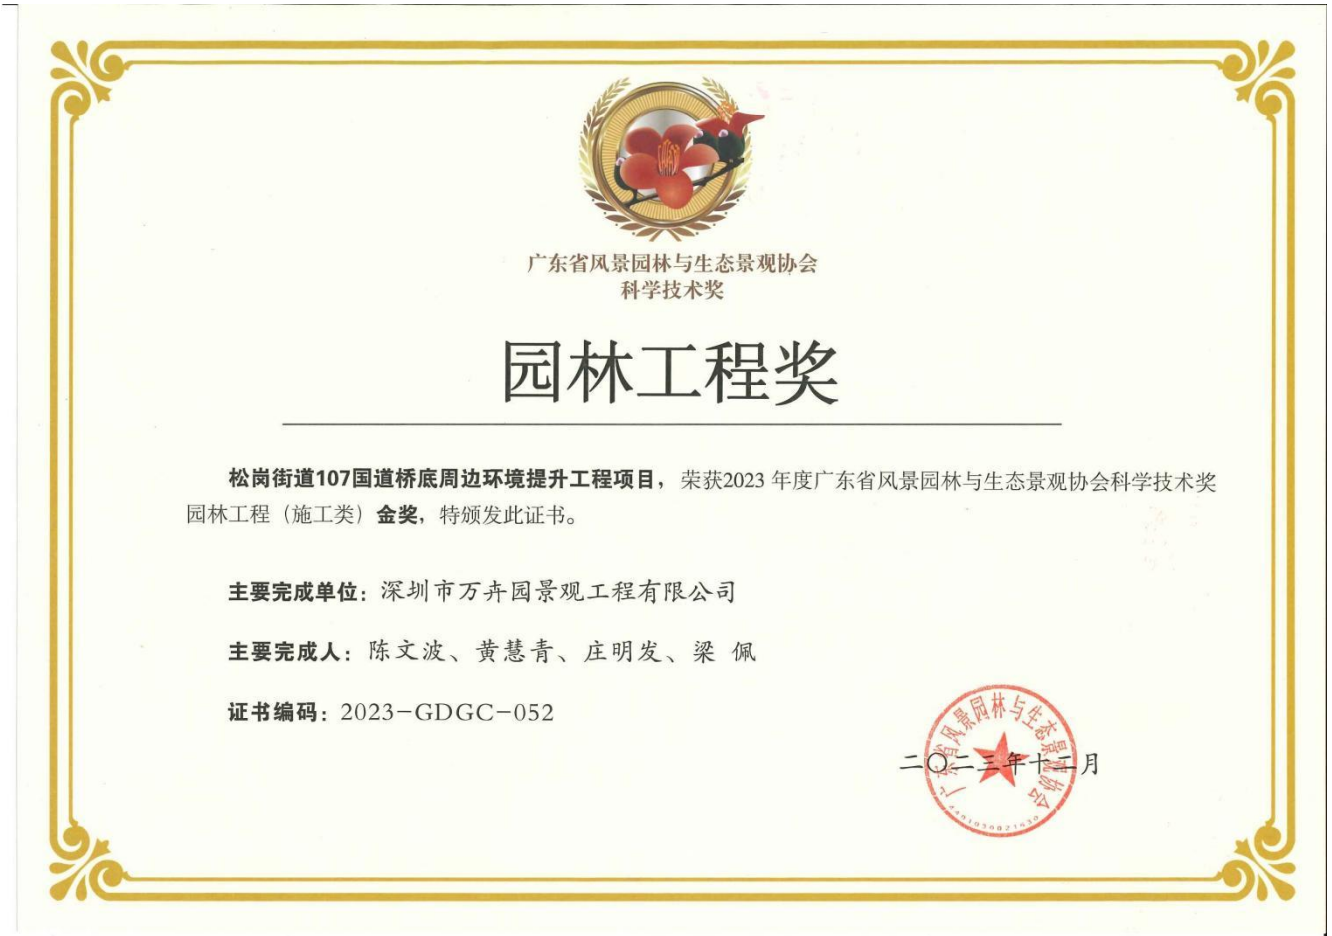 广东省风景园林与生态景观协会
科学技术奖
园林工程奖
松岗街道107国道桥底周边环境提升工程项目，荣获2023 年度广东省风景园林与生态景观协会科学技术奖
园林工程（施工类）金奖，特颁发此证书。
主要完成单位：深圳市万卉园景观工程有限公司
主要完成人：陈文波、黄慧青、庄明发、梁 佩
证书编码：2023-GDGC-052
广东省风景园林与生态景观协会
二〇二三年十二月